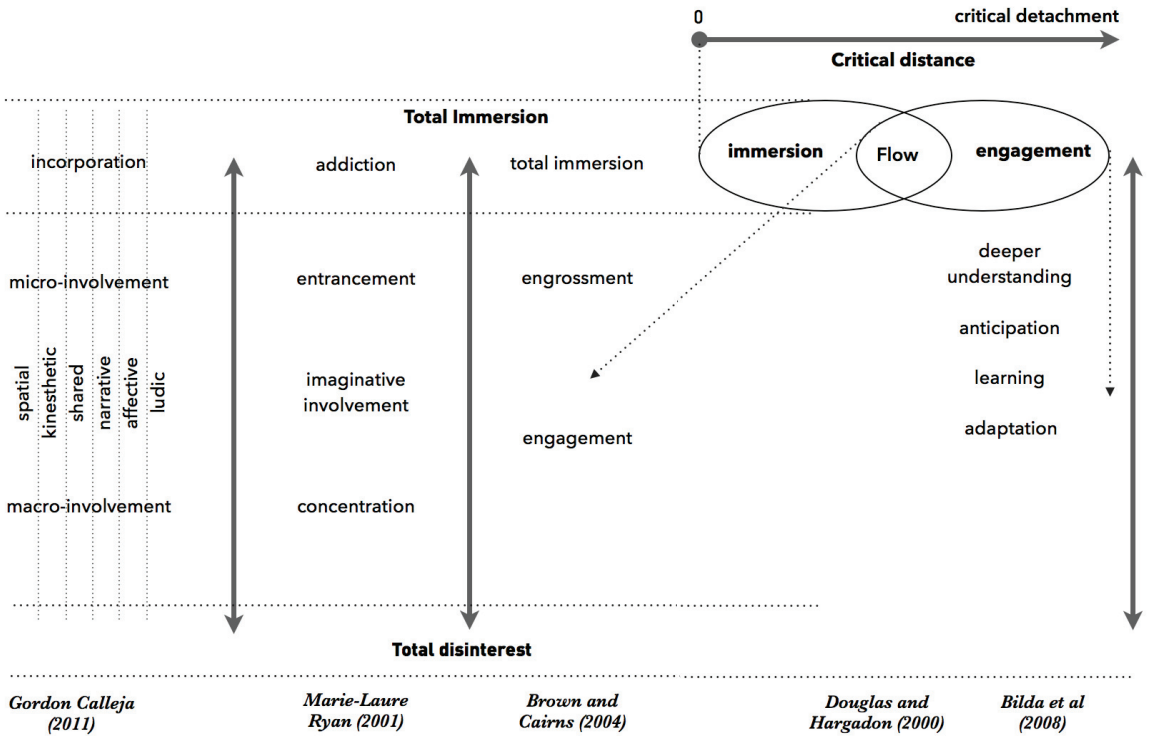 0
critical detachment
Critical distance
Total Immersion
incorporation
addiction
total immersion
immersion
Flow
engagement
micro-involvement
entrancement
engrossment
deeper
understanding
anticipation
learning
adaptation
spatial
kinesthetic
shared
narrative
affective
ludic
imaginative
involvement
engagement
macro-involvement
concentration
Total disinterest
Gordon Calleja
(2011)
Marie-Laure
Ryan (2001)
Brown and
Cairns (2004)
Douglas and
Hargadon (2000)
Bilda et al
(2008)